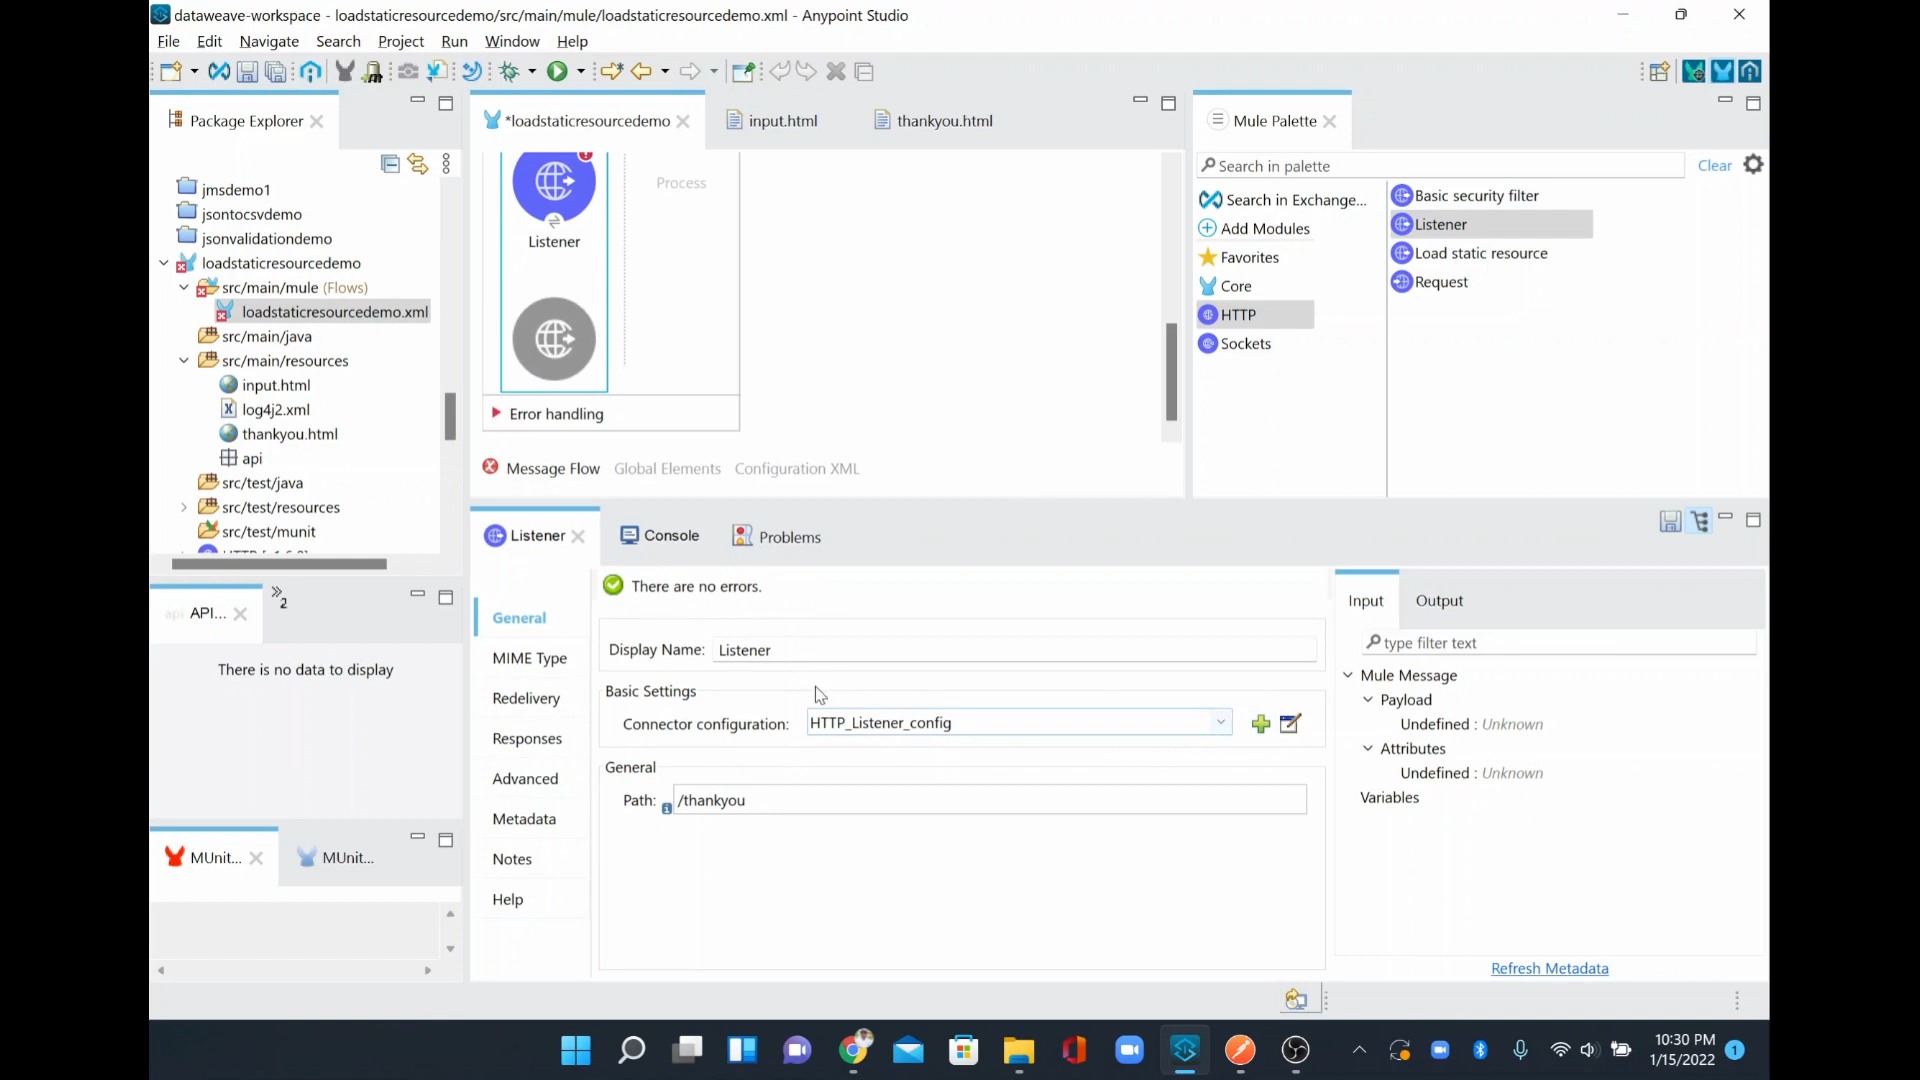 dataweave-workspace - loadstaticresourcedemo/src/main/mule/loadstaticresourcedemo.xml - Anypoint Studio
File Edit Navigate Search Project Run Window Help
Package Explorer
jmsdemo1
jsontocsvdemo
jsonvalidationdemo
loadstaticresourcedemo
src/main/mule (Flows)
loadstaticresourcedemo.xml
src/main/java
src/main/resources
input.html
log4j2.xml
thankyou.html
api
src/test/java
src/test/resources
src/test/munit
api API...
2
There is no data to display
MUnit...
MUnit...
*loadstaticresourcedemo
input.html
thankyou.html
Process
Listener
Error handling
Message Flow Global Elements Configuration XML
Mule Palette
Search in palette
Clear
Search in Exchange...
Add Modules
Favorites
Core
HTTP
Sockets
Basic security filter
Listener
Load static resource
Request
Listener
Console
Problems
There are no errors.
General
MIME Type
Redelivery
Responses
Advanced
Metadata
Notes
Help
Display Name: Listener
Basic Settings
Connector configuration: HTTP_Listener_config
General
Path: /thankyou
Input
Output
type filter text
Mule Message
Payload
Undefined : Unknown
Attributes
Undefined : Unknown
Variables
Refresh Metadata
10:30 PM
1/15/2022
1